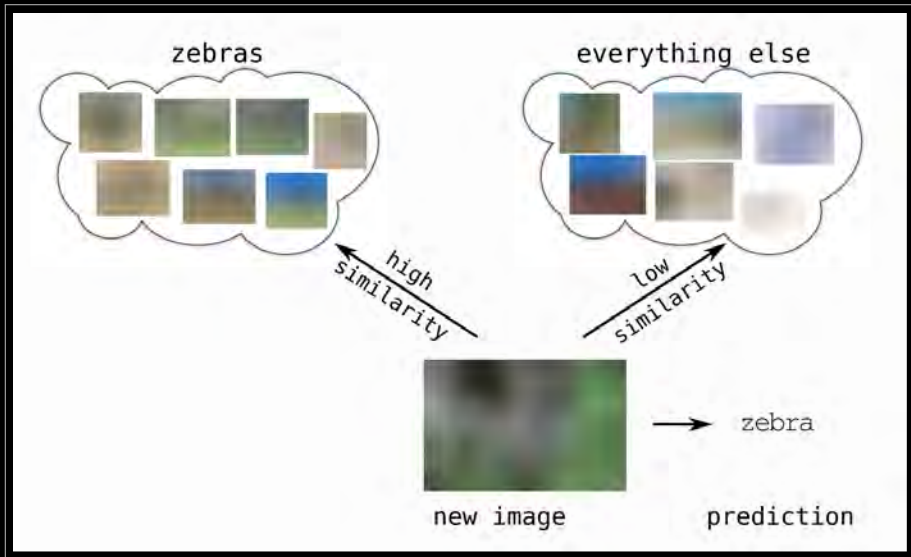 zebras
everything else
high
similarity
low
similarity
zebra
new image
prediction